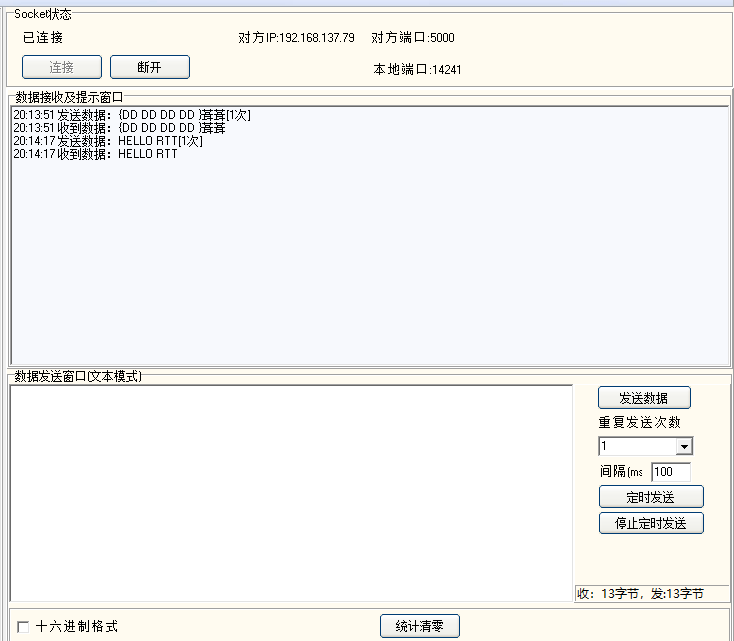 Socket状态
已连接 对方IP:192.168.137.79 对方端口:5000
连接 断开 本地端口:14241
数据接收及提示窗口
20:13:51 发送数据：{DD DD DD DD }葺葺[1次]
20:13:51 收到数据：{DD DD DD DD }葺葺
20:14:17 发送数据：HELLO RTT[1次]
20:14:17 收到数据：HELLO RTT
数据发送窗口(文本模式)
发送数据
重复发送次数
1
间隔(ms 100
定时发送
停止定时发送
收：13字节，发:13字节
十六进制格式 统计清零